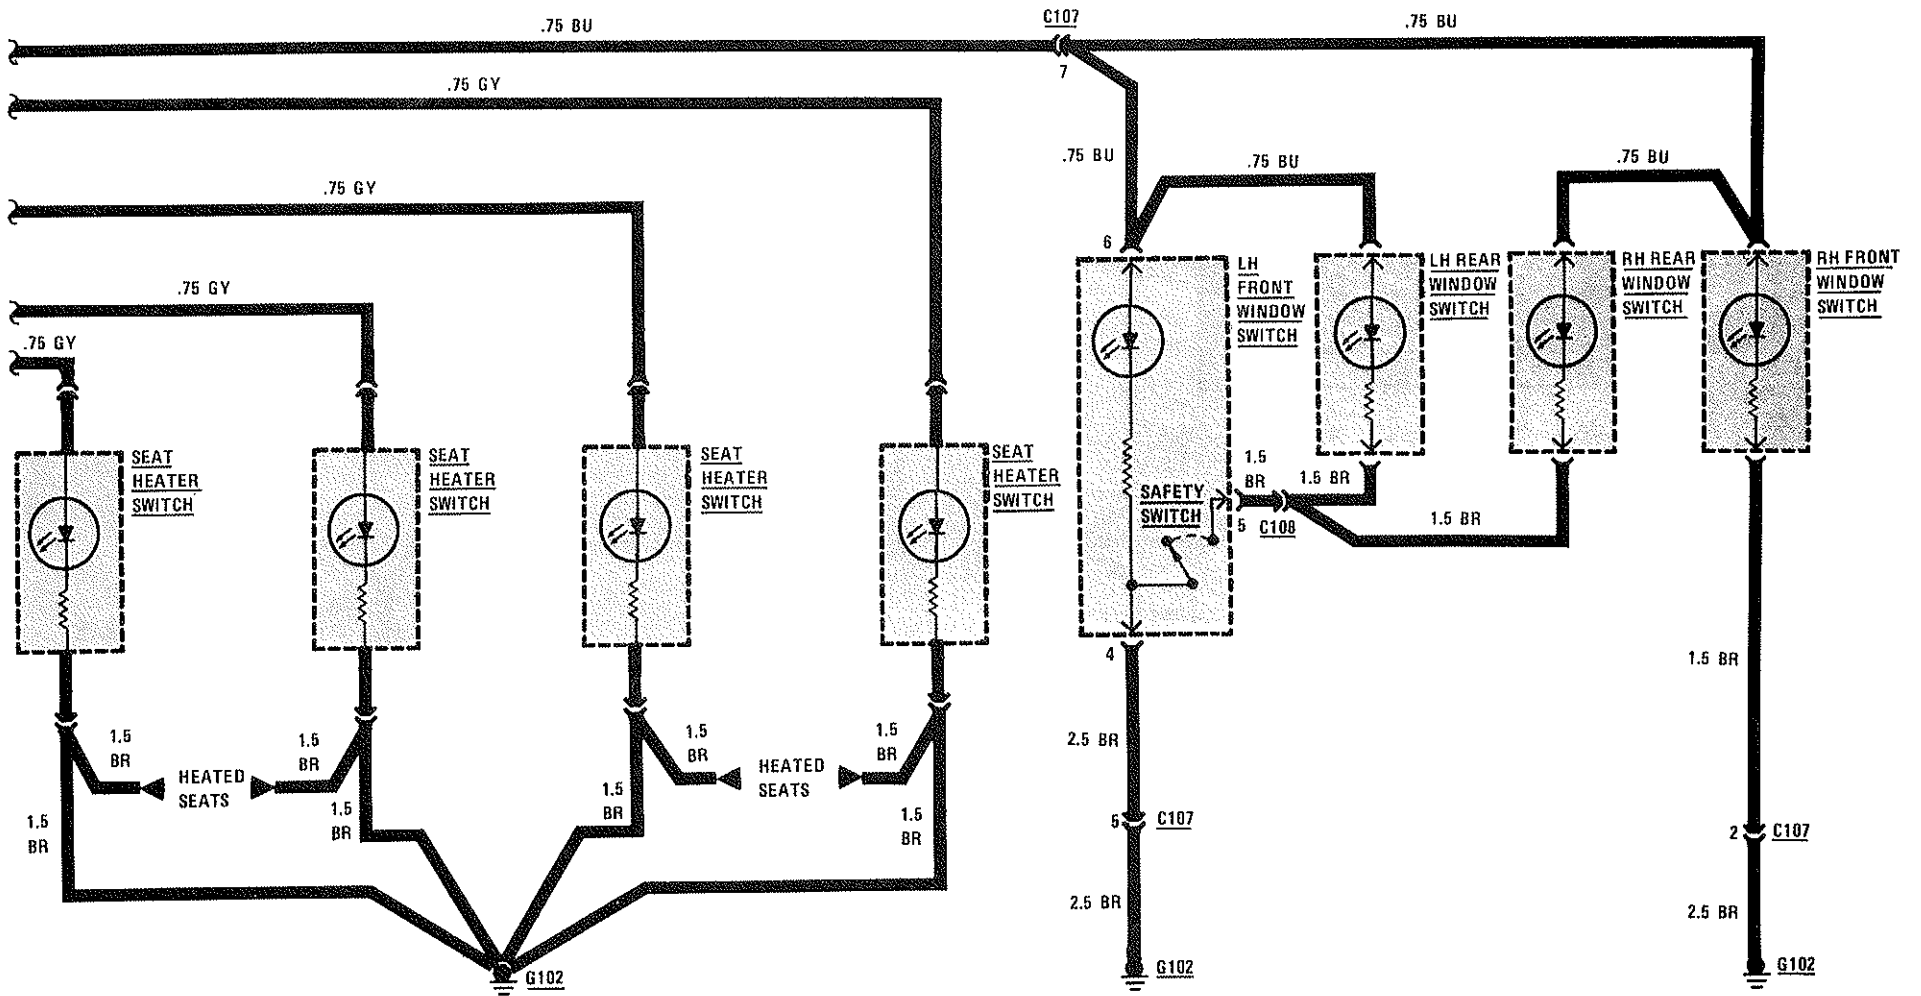 C107
.75 BU
.75 BU
7
.75 GY
.75 BU
.75 BU
.75 BU
.75 GY
6
.75 GY
.75 GY
LH
FRONT
WINDOW
SWITCH
LH REAR
WINDOW
SWITCH
RH REAR
WINDOW
SWITCH
RH FRONT
WINDOW
SWITCH
SEAT
HEATER
SWITCH
SEAT
HEATER
SWITCH
SEAT
HEATER
SWITCH
SEAT
HEATER
SWITCH
1.5
BR
1.5 BR
SAFETY
SWITCH
5
C108
1.5 BR
4
1.5 BR
1.5
BR
1.5
BR
1.5
BR
1.5
BR
2.5 BR
HEATED
SEATS
HEATED
SEATS
1.5
BR
1.5
BR
1.5
BR
1.5
BR
5
C107
2
C107
2.5 BR
2.5 BR
G102
G102
G102